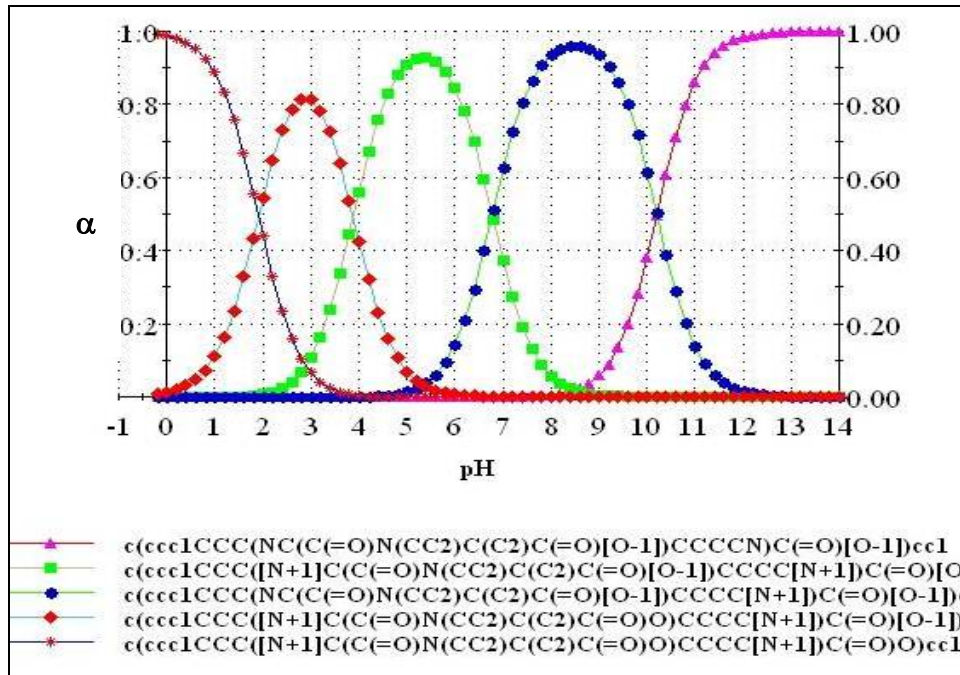 1.0 1.00
0.8 0.80
α
0.6 0.60
0.4 0.40
0.2 0.20
0.00
-1 0 1 2 3 4 5 6 7 8 9 10 11 12 13 14
pH
c(ccc1CCC(NC(C(=O)N(CC2)C(C2)C(=O)[O-1])CCCCN)C(=O)[O-1])cc1
c(ccc1CCC([N+1]C(C(=O)N(CC2)C(C2)C(=O)[O-1])CCCC[N+1])C(=O)[O
c(ccc1CCC(NC(C(=O)N(CC2)C(C2)C(=O)[O-1])CCCC[N+1])C(=O)[O-1])c
c(ccc1CCC([N+1]C(C(=O)N(CC2)C(C2)C(=O)O)CCCC[N+1])C(=O)[O-1])
c(ccc1CCC([N+1]C(C(=O)N(CC2)C(C2)C(=O)O)CCCC[N+1])C(=O)O)cc1